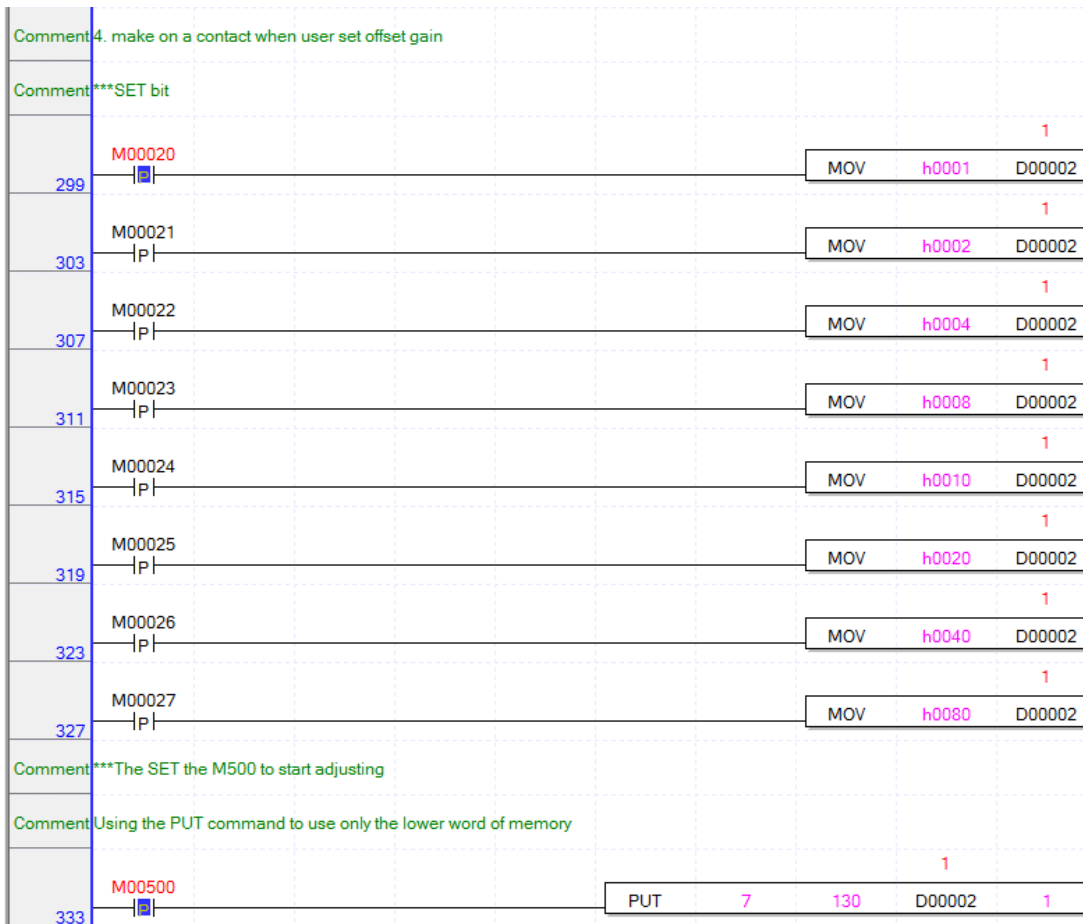 Comment 4. make on a contact when user set offset gain
Comment ***SET bit
1
M00020
P MOV h0001 D00002
299
1
M00021
P MOV h0002 D00002
303
1
M00022
P MOV h0004 D00002
307
1
M00023
P MOV h0008 D00002
311
1
M00024
P MOV h0010 D00002
315
1
M00025
P MOV h0020 D00002
319
1
M00026
P MOV h0040 D00002
323
1
M00027
P MOV h0080 D00002
327
Comment ***The SET the M500 to start adjusting
Comment Using the PUT command to use only the lower word of memory
1
M00500
P PUT 7 130 D00002 1
333